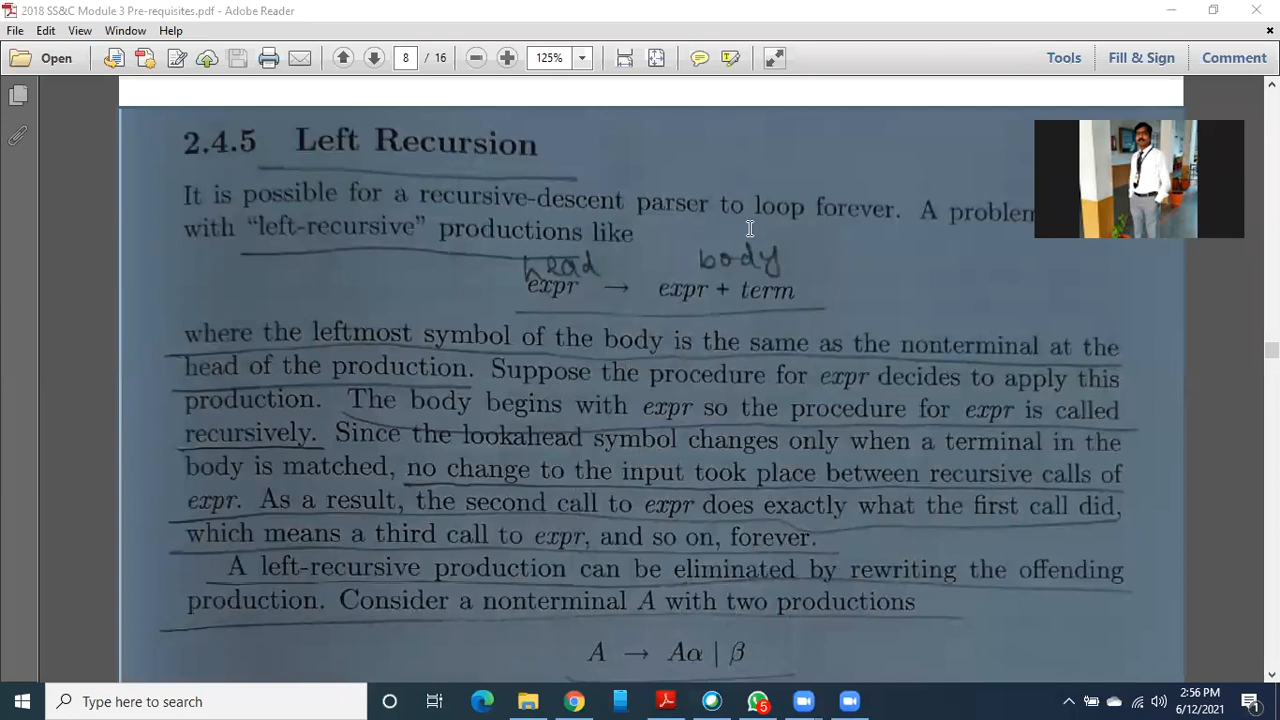 2018 SS&C Module 3 Pre-requisites.pdf - Adobe Reader
File Edit View Window Help
Open 8 / 16 125% Tools Fill & Sign Comment
2.4.5 Left Recursion
It is possible for a recursive-descent parser to loop forever. A problem
with “left-recursive” productions like
head body
expr → expr + term
where the leftmost symbol of the body is the same as the nonterminal at the
head of the production. Suppose the procedure for expr decides to apply this
production. The body begins with expr so the procedure for expr is called
recursively. Since the lookahead symbol changes only when a terminal in the
body is matched, no change to the input took place between recursive calls of
expr. As a result, the second call to expr does exactly what the first call did,
which means a third call to expr, and so on, forever.
A left-recursive production can be eliminated by rewriting the offending
production. Consider a nonterminal A with two productions
A → Aα | β
Type here to search
5
2:56 PM
6/12/2021
1